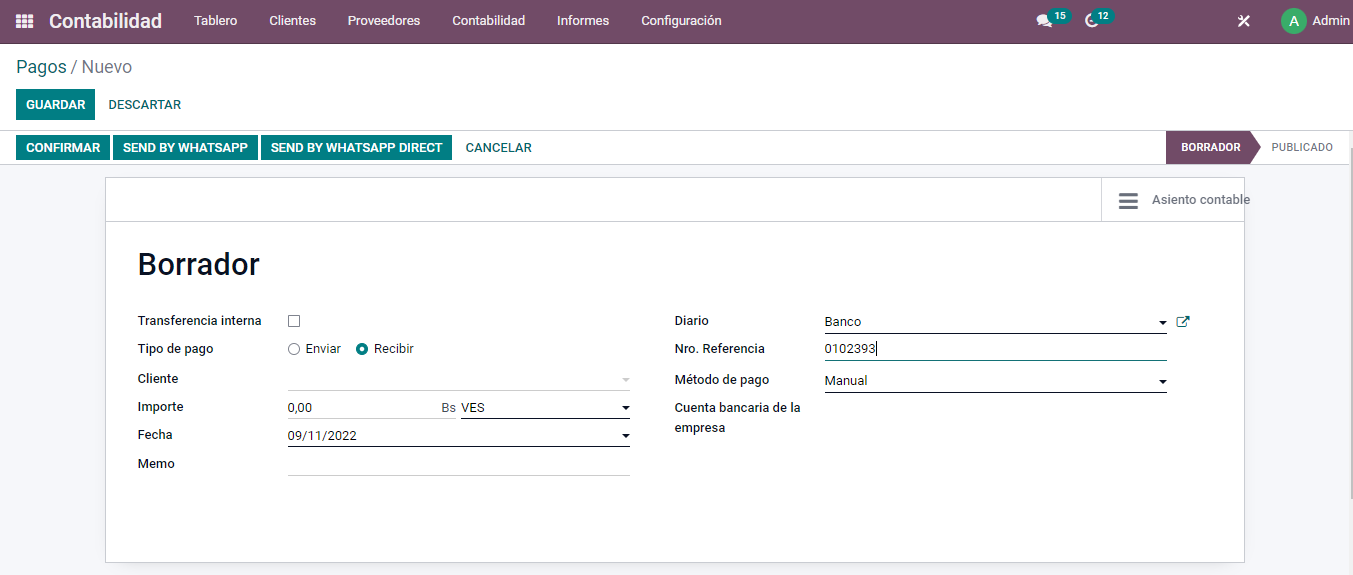 Contabilidad Tablero Clientes Proveedores Contabilidad Informes Configuración 15 12 A Admin
Pagos / Nuevo
GUARDAR DESCARTAR
CONFIRMAR SEND BY WHATSAPP SEND BY WHATSAPP DIRECT CANCELAR BORRADOR PUBLICADO
Asiento contable
Borrador
Transferencia interna
Tipo de pago Enviar Recibir
Cliente
Importe 0,00 Bs VES
Fecha 09/11/2022
Memo
Diario Banco
Nro. Referencia 0102393
Método de pago Manual
Cuenta bancaria de la
empresa